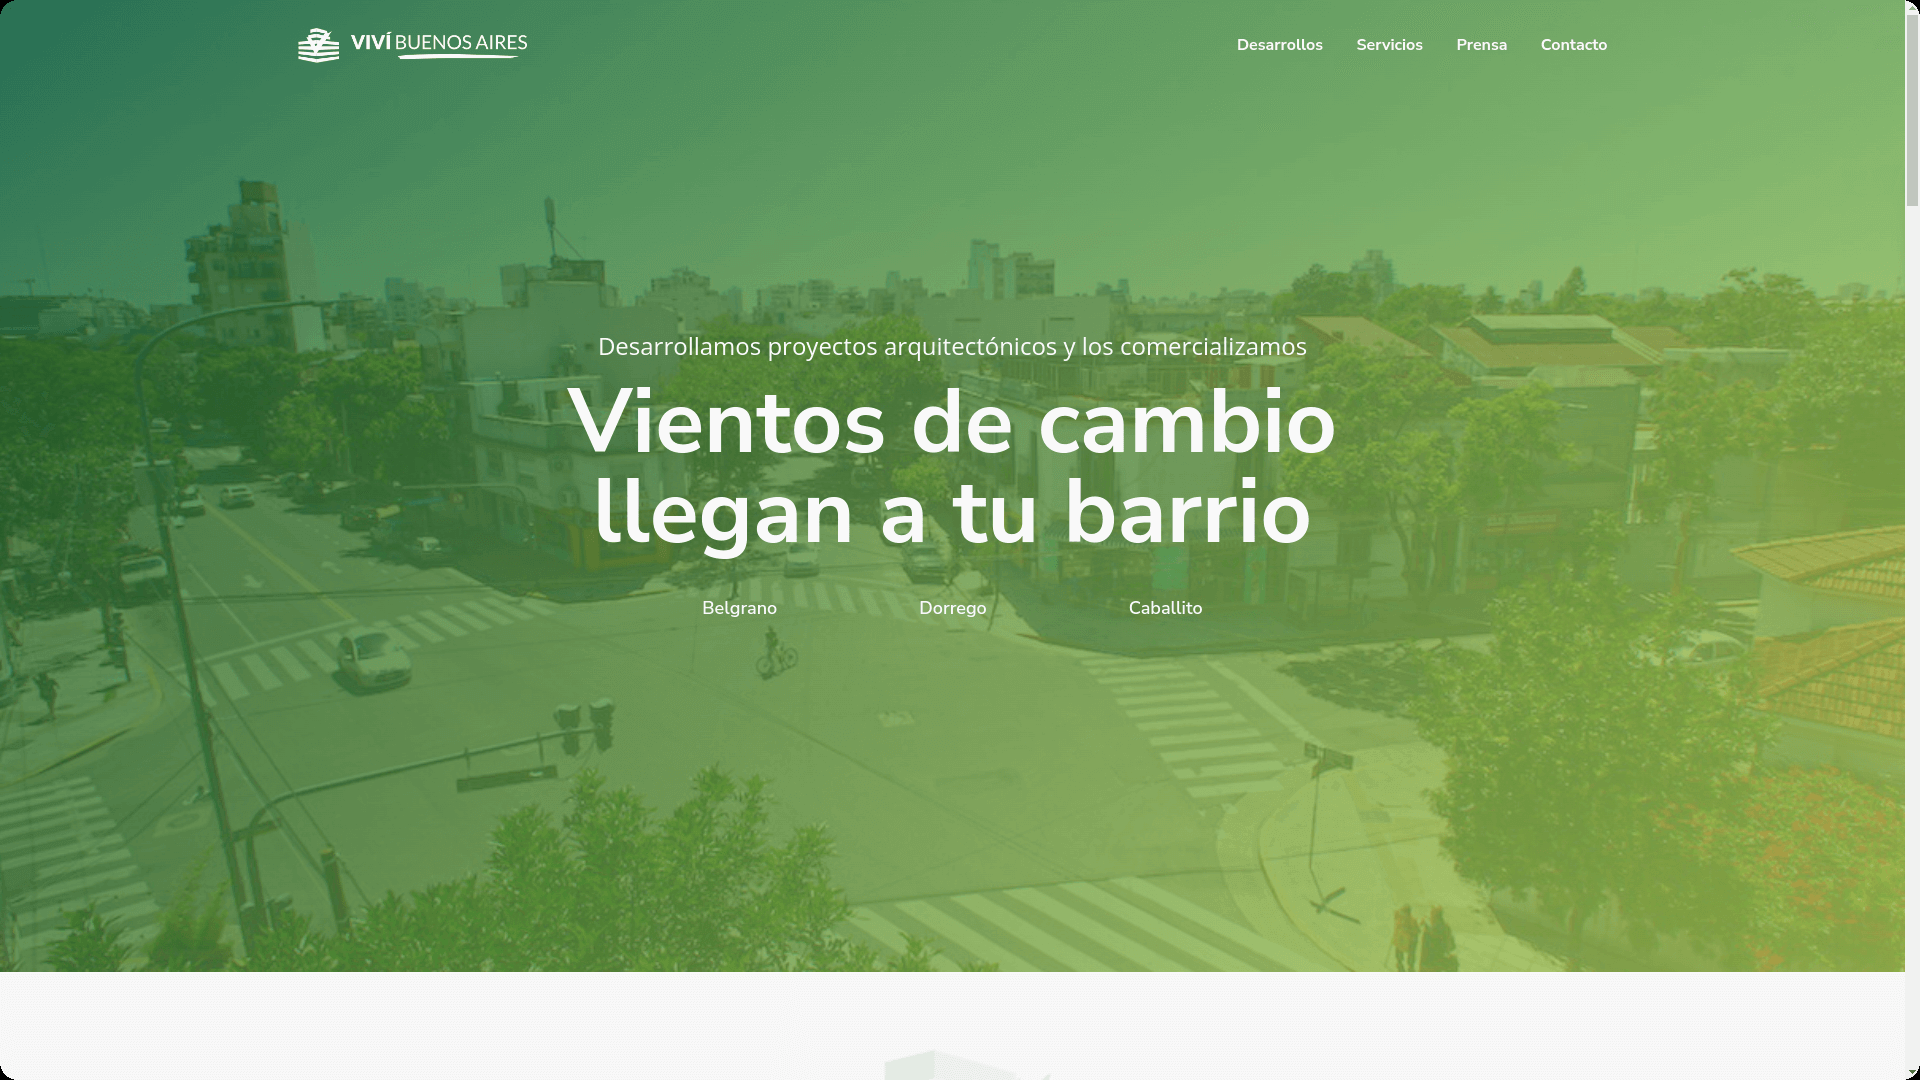 VIVÍ BUENOS AIRES
Desarrollos
Servicios
Prensa
Contacto
Desarrollamos proyectos arquitectónicos y los comercializamos
Vientos de cambio
llegan a tu barrio
Belgrano
Dorrego
Caballito